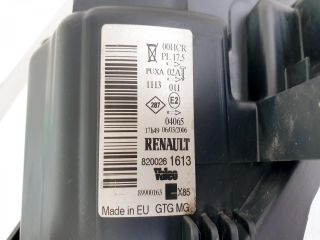 00HCR
PL 17.5
PUXA 02A
1113 011
287 E2
04065
17h49 06/03/2006
RENAULT
820026 1613
Valeo
89900163 X85
Made in EU GTG MG